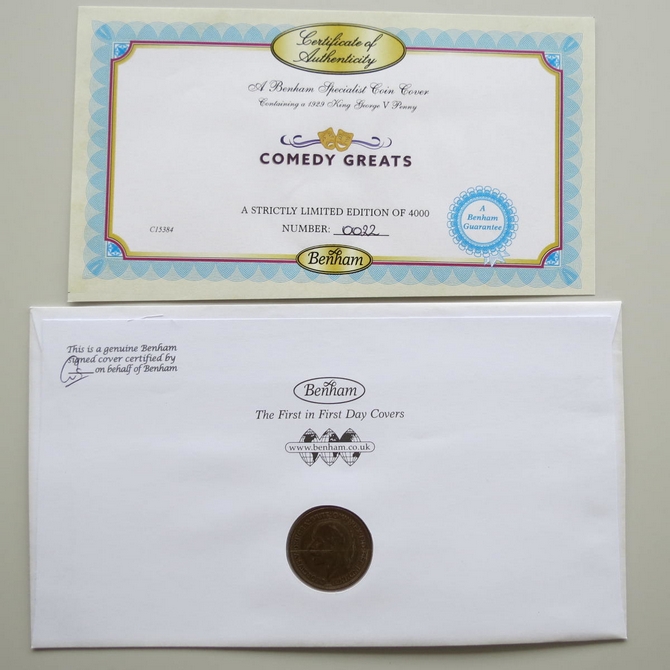 Certificate of
Authenticity
A Benham Specialist Coin Cover
Containing a 1929 King George V Penny
COMEDY GREATS
A STRICTLY LIMITED EDITION OF 4000
NUMBER: 0022
C15384
A
Benham
Guarantee
Benham
This is a genuine Benham
signed cover certified by
on behalf of Benham
Benham
The First in First Day Covers
www.benham.co.uk